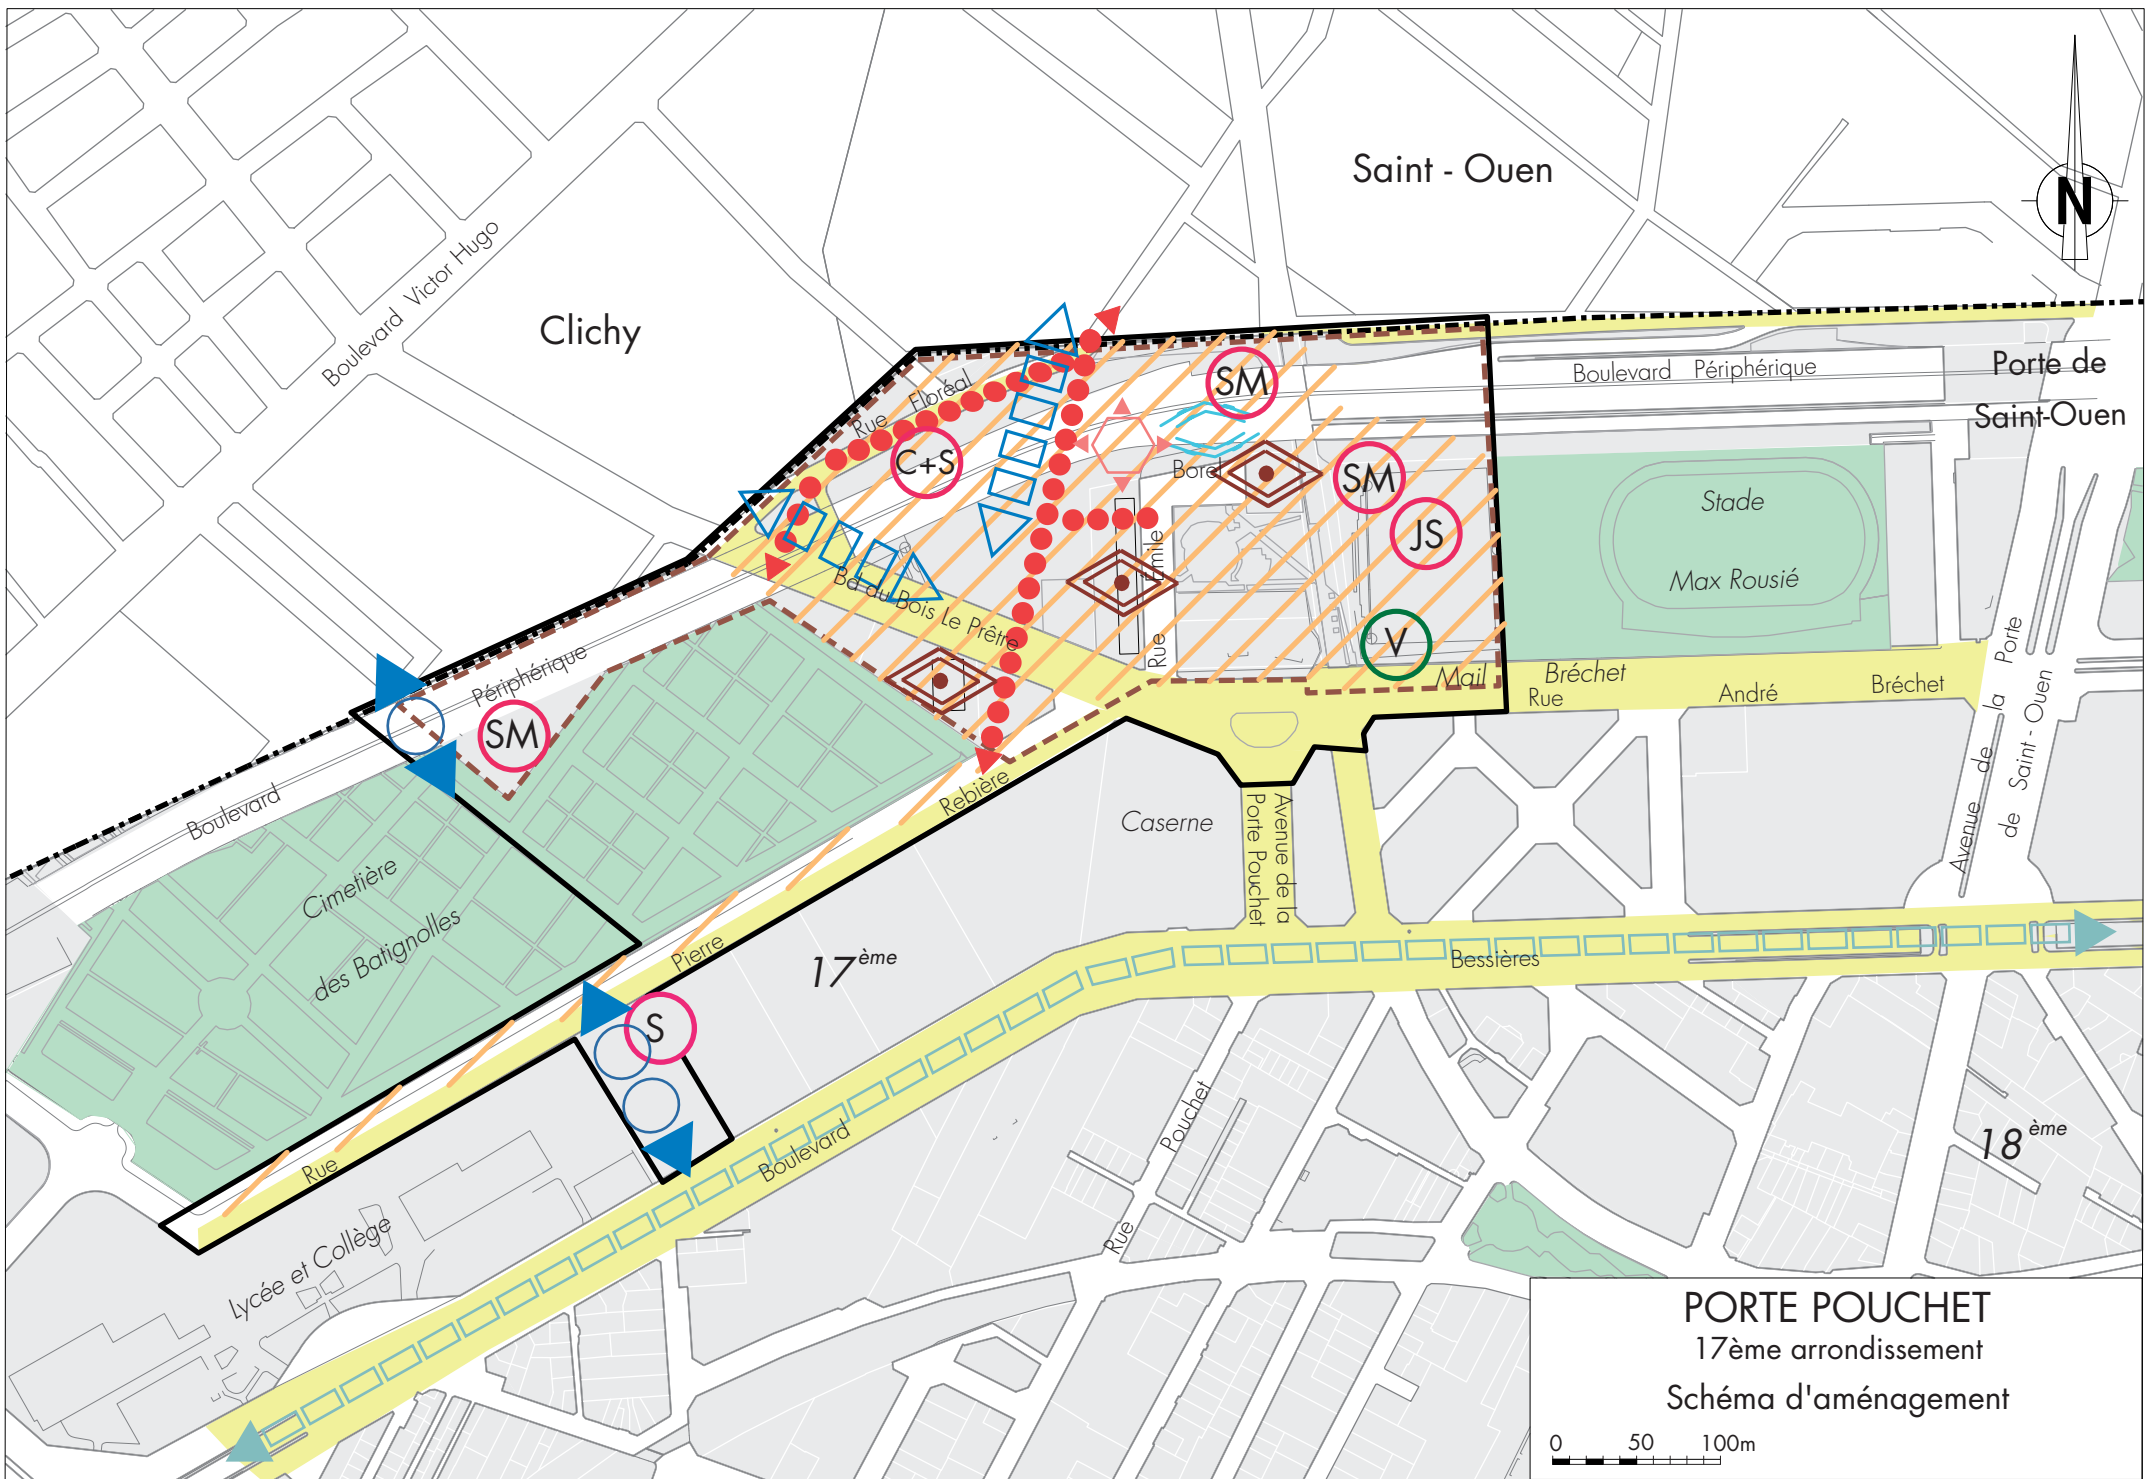 Saint - Ouen
N
Boulevard Victor Hugo
Clichy
Porte de
Saint-Ouen
Boulevard Périphérique
SM
Rue Floréal
C+S
Borel
SM
JS
Stade
Max Rousié
Rue Emile
V
Bd du Bois Le Prêtre
Mail Bréchet
Rue André Bréchet
Avenue de la Porte
de Saint-Ouen
Boulevard Périphérique
SM
Rue Pierre Rebière
Caserne
Avenue de la
Porte Pouchet
Cimetière
des Batignolles
17ème
S
Boulevard Bessières
Rue Pouchet
18ème
Lycée et Collège
PORTE POUCHET
17ème arrondissement
Schéma d'aménagement
0 50 100m